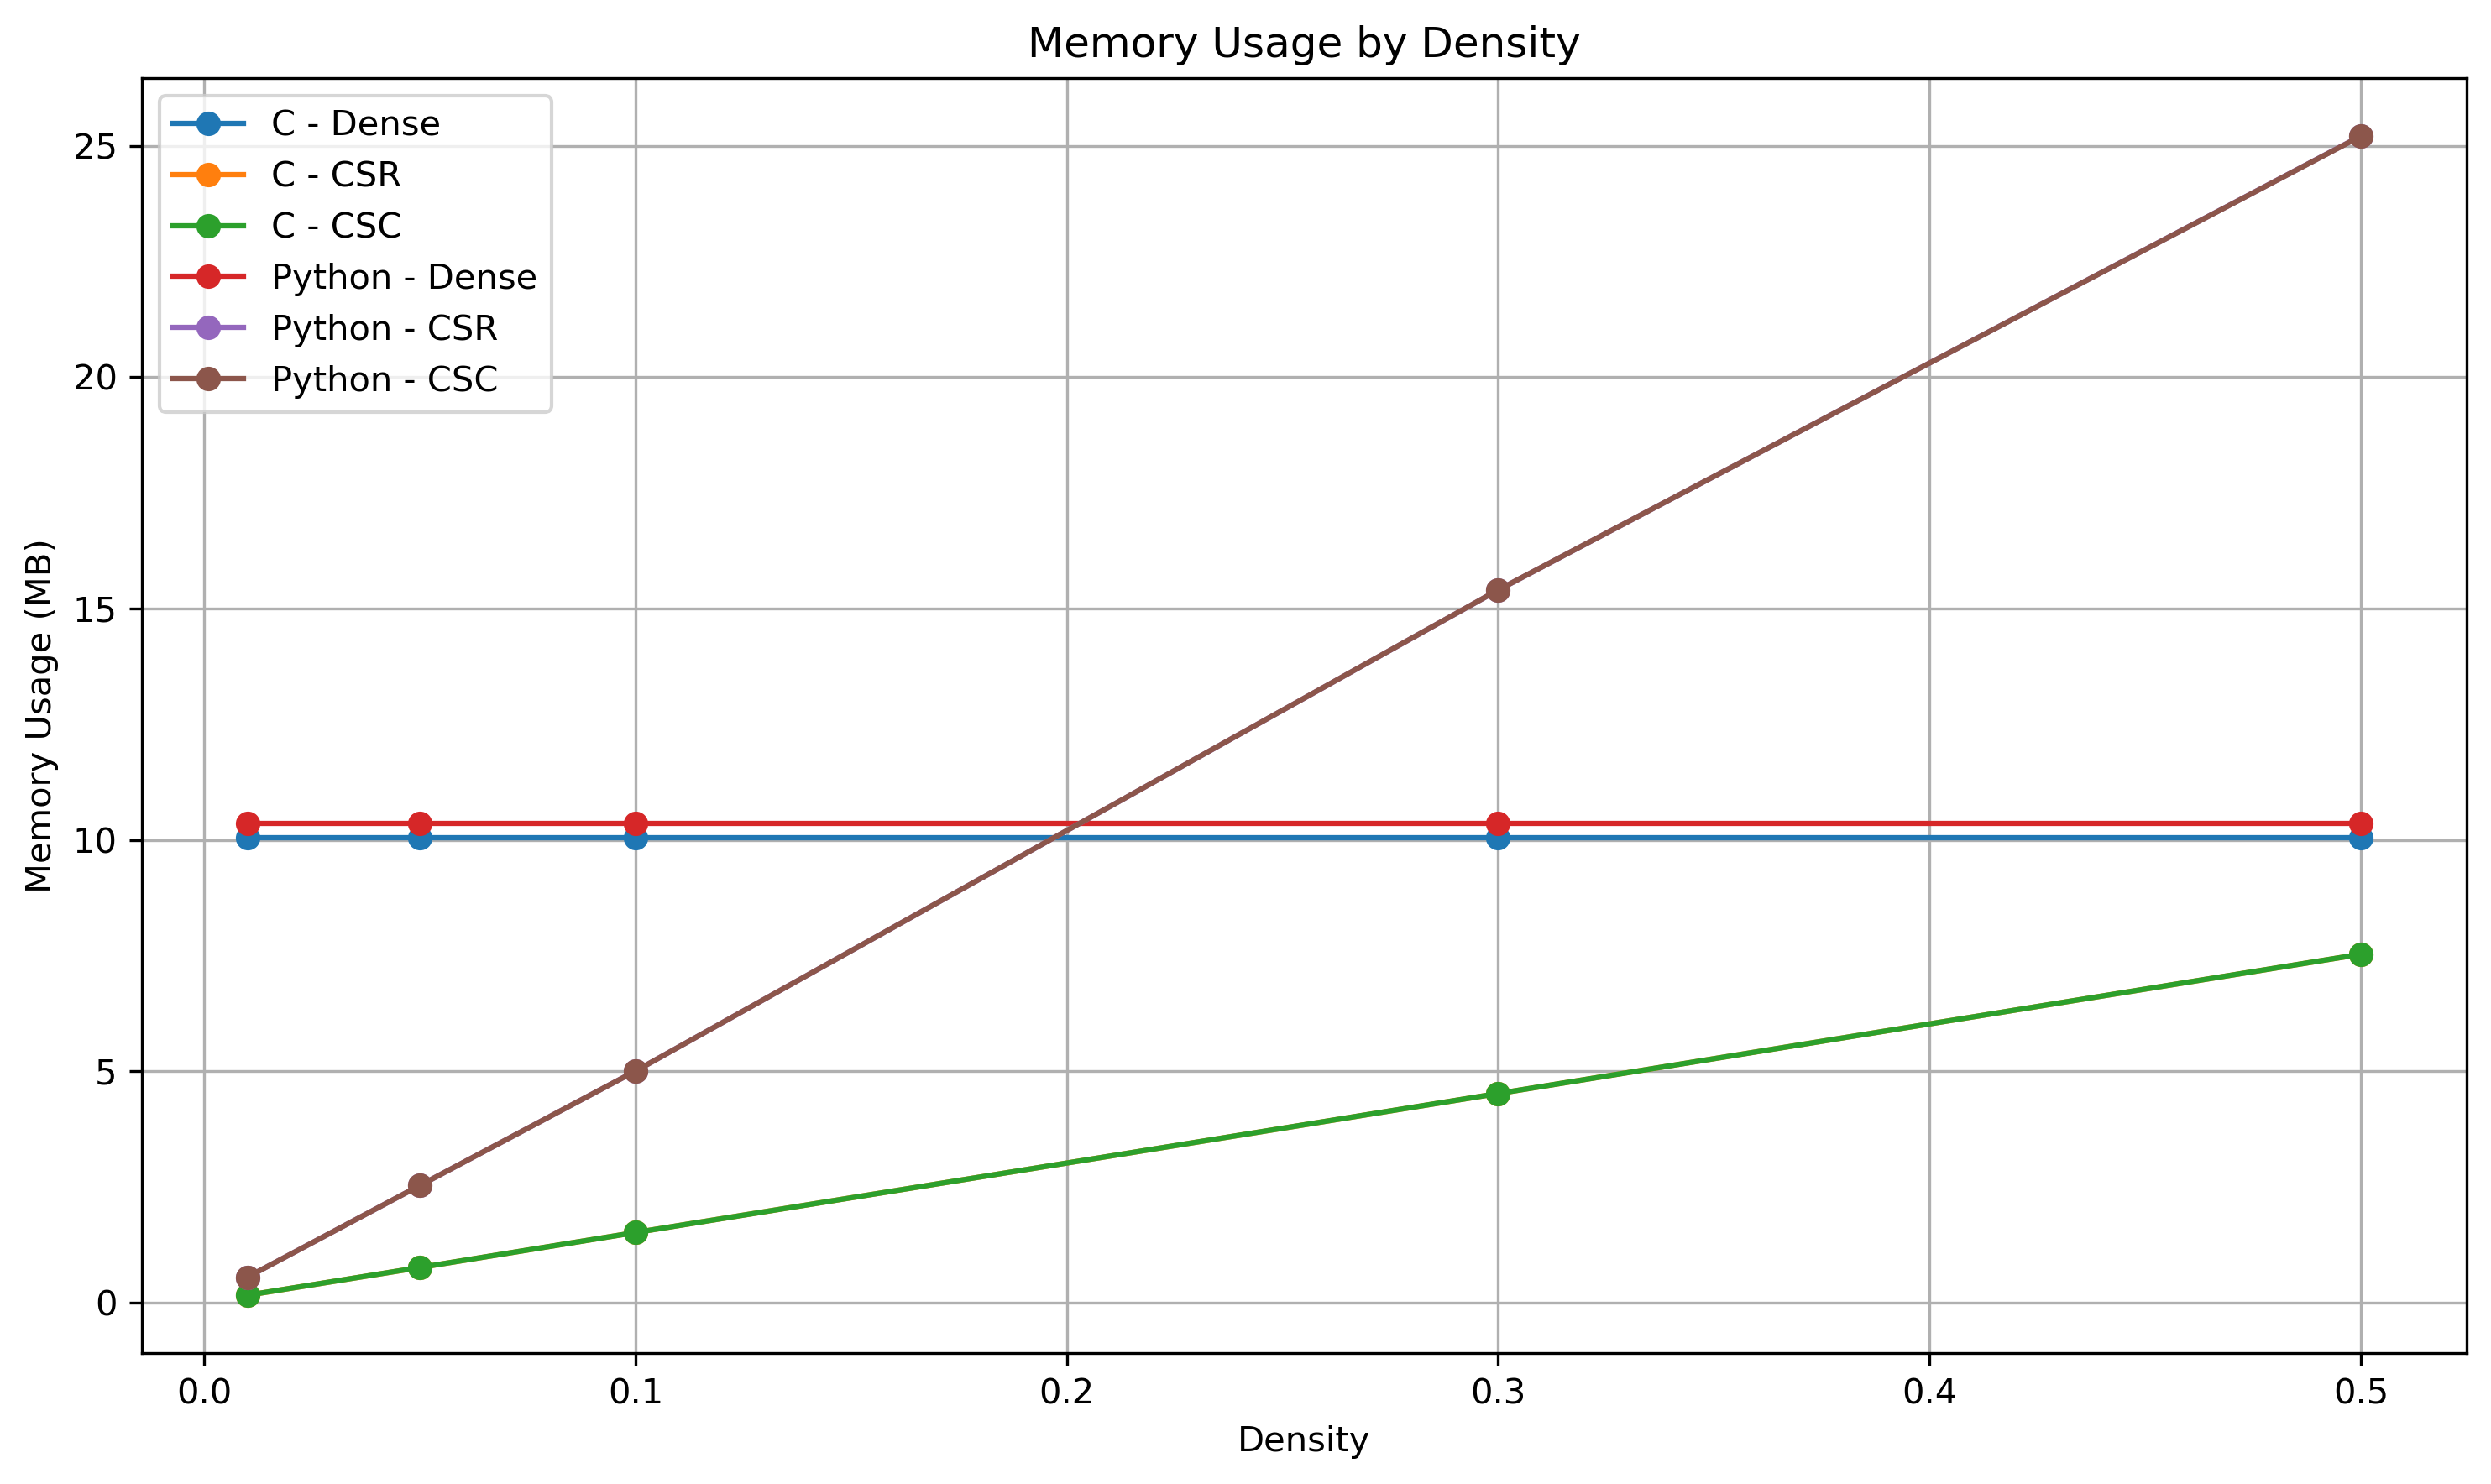 Memory Usage by Density
C - Dense
C - CSR
C - CSC
Python - Dense
Python - CSR
Python - CSC
Memory Usage (MB)
25
20
15
10
5
0
0.0 0.1 0.2 0.3 0.4 0.5
Density